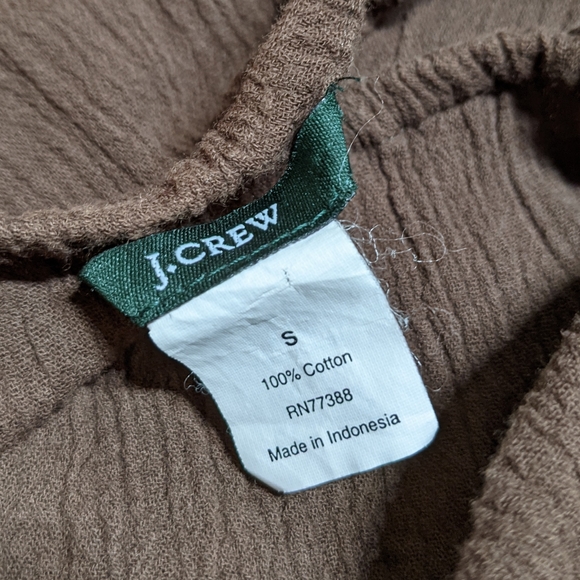 J.CREW
S
100% Cotton
RN77388
Made in Indonesia